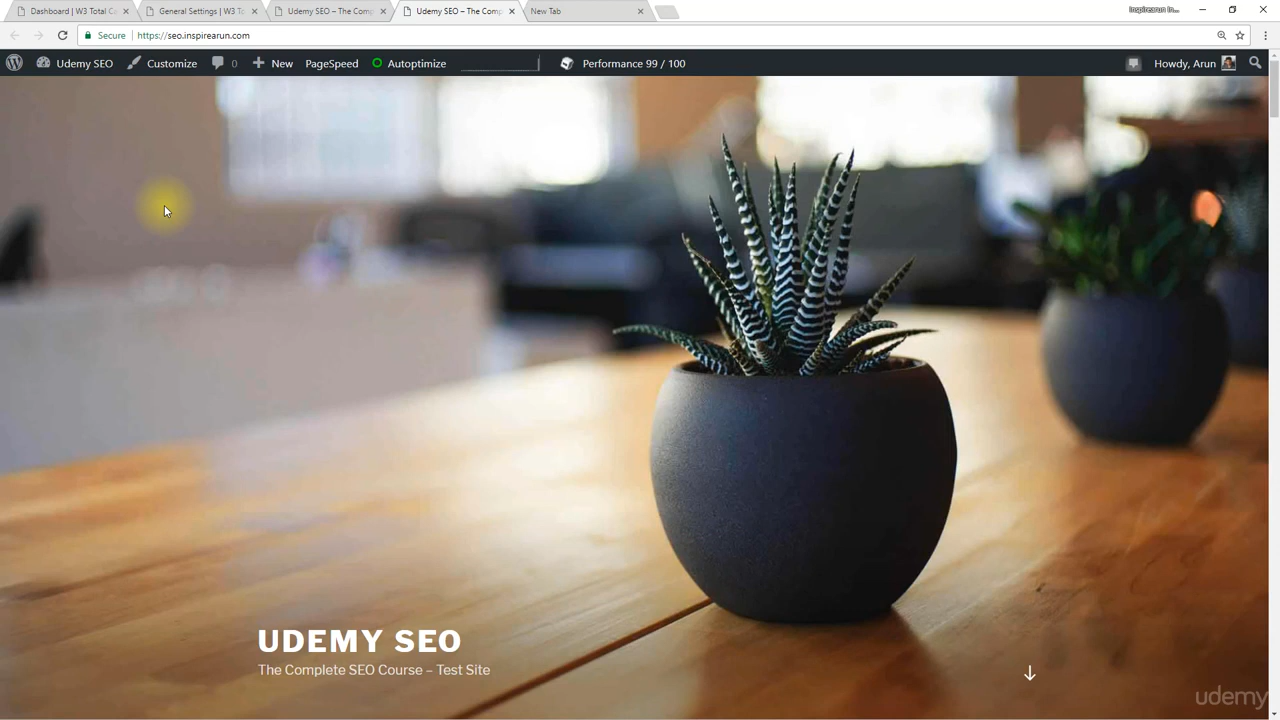 Dashboard | W3 Total C
General Settings | W3 To
Udemy SEO – The Comp
Udemy SEO – The Comp
New Tab
Secure
https://seo.inspirearun.com
Udemy SEO
Customize
0
New
PageSpeed
Autoptimize
Performance 99 / 100
Howdy, Arun
UDEMY SEO
The Complete SEO Course – Test Site
udemy